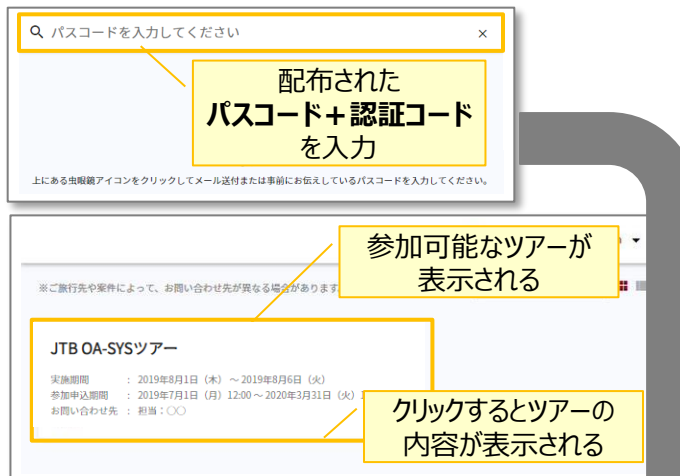 パスコードを入力してください ×
配布された
パスコード＋認証コード
を入力
上にある虫眼鏡アイコンをクリックしてメール送付または事前にお伝えしているパスコードを入力してください。
参加可能なツアーが
表示される
※ご旅行先や案件によって、お問い合わせ先が異なる場合があります
JTB OA-SYSツアー
実施期間 : 2019年8月1日（木）～2019年8月6日（火）
参加申込期間 : 2019年7月1日（月）12:00～2020年3月31日（火）
お問い合わせ先 : 担当：○○
クリックするとツアーの
内容が表示される